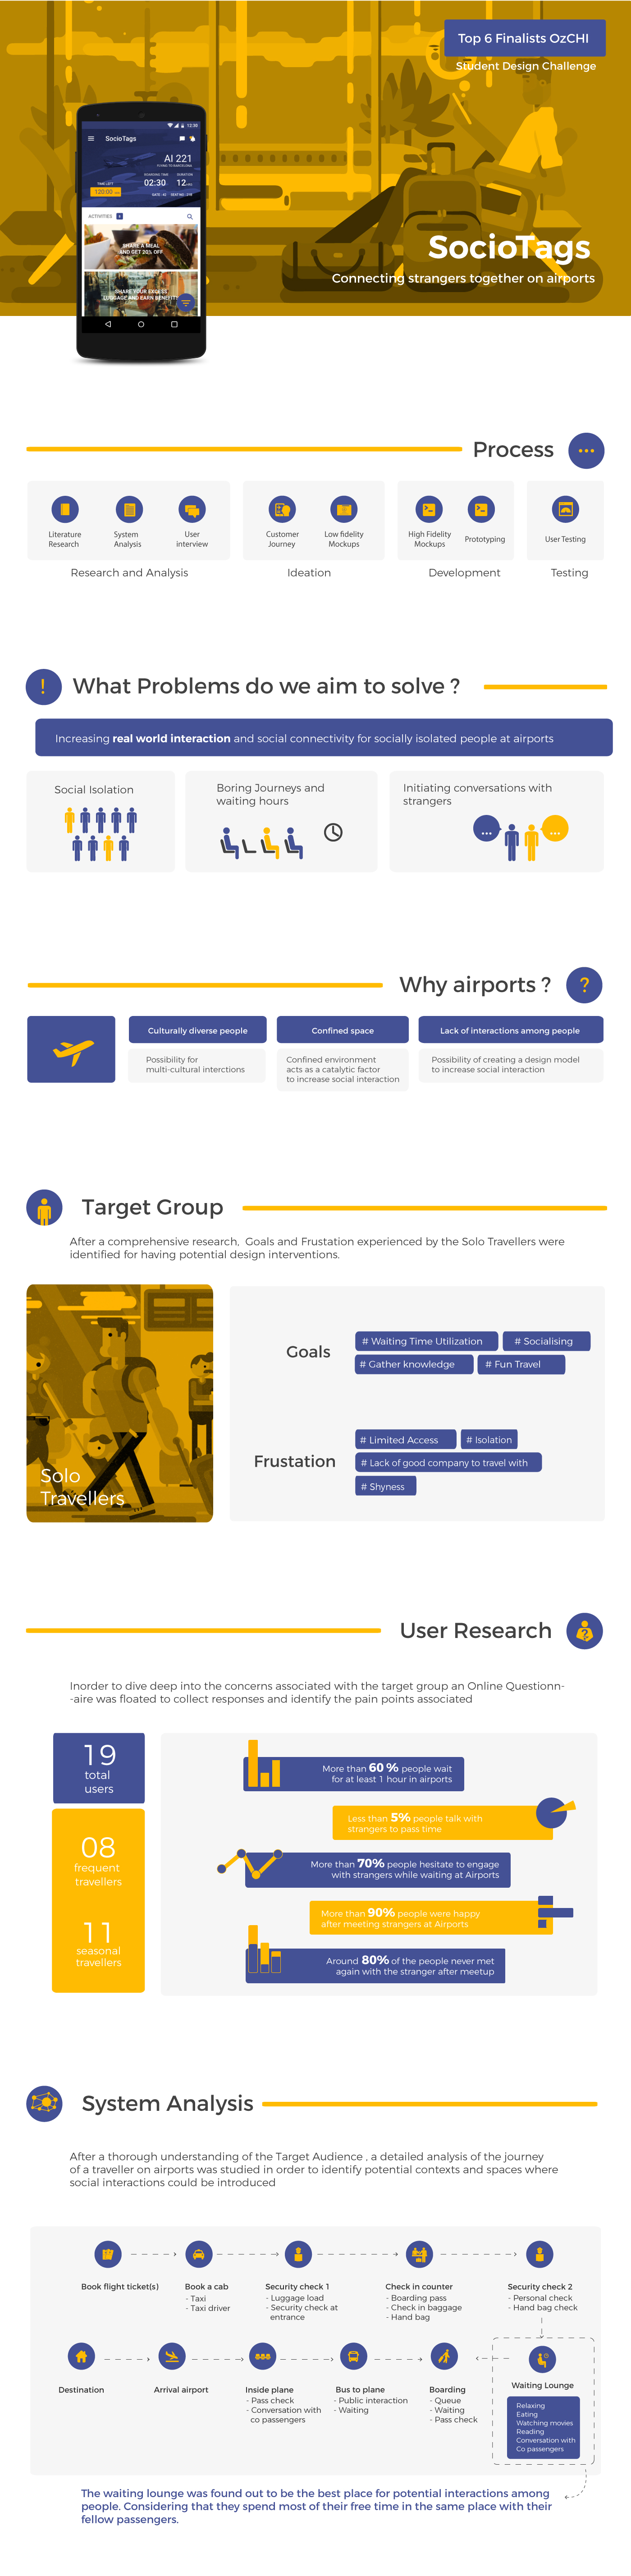 Top 6 Finalists OzCHI
Student Design Challenge
12:30
SocioTags
AI 221
FLYING TO BARCELONA
BOARDING TIME
DURATION
TIME LEFT
02:30
12
120:00
ACTIVITIES
SHARE A MEAL
AND GET 20% OFF
SHARE YOUR EXCESS
LUGGAGE AND EARN BENEFITS
SocioTags
Connecting strangers together on airports
Process
Literature
Research
System
Analysis
User
interview
Customer
Journey
Low fidelity
Mockups
High Fidelity
Mockups
Prototyping
User Testing
Research and Analysis
Ideation
Development
Testing
! What Problems do we aim to solve ?
Increasing real world interaction and social connectivity for socially isolated people at airports
Social Isolation
Boring Journeys and
waiting hours
Initiating conversations with
strangers
Why airports ? ?
Culturally diverse people
Confined space
Lack of interactions among people
Possibility for
multi-cultural interctions
Confined environment
acts as a catalytic factor
to increase social interaction
Possibility of creating a design model
to increase social interaction
Target Group
After a comprehensive research, Goals and Frustation experienced by the Solo Travellers were
identified for having potential design interventions.
Solo
Travellers
Goals
# Waiting Time Utilization
# Socialising
# Gather knowledge
# Fun Travel
Frustation
# Limited Access
# Isolation
# Lack of good company to travel with
# Shyness
User Research
Inorder to dive deep into the concerns associated with the target group an Online Questionn-
-aire was floated to collect responses and identify the pain points associated
19
total
users
08
frequent
travellers
11
seasonal
travellers
More than 60 % people wait
for at least 1 hour in airports
Less than 5% people talk with
strangers to pass time
More than 70% people hesitate to engage
with strangers while waiting at Airports
More than 90% people were happy
after meeting strangers at Airports
Around 80% of the people never met
again with the stranger after meetup
System Analysis
After a thorough understanding of the Target Audience , a detailed analysis of the journey
of a traveller on airports was studied in order to identify potential contexts and spaces where
social interactions could be introduced
Book flight ticket(s)
Book a cab
- Taxi
- Taxi driver
Security check 1
- Luggage load
- Security check at
entrance
Check in counter
- Boarding pass
- Check in baggage
- Hand bag
Security check 2
- Personal check
- Hand bag check
Destination
Arrival airport
Inside plane
- Pass check
- Conversation with
co passengers
Bus to plane
- Public interaction
- Waiting
Boarding
- Queue
- Waiting
- Pass check
Waiting Lounge
Relaxing
Eating
Watching movies
Reading
Conversation with
Co passengers
The waiting lounge was found out to be the best place for potential interactions among
people. Considering that they spend most of their free time in the same place with their
fellow passengers.